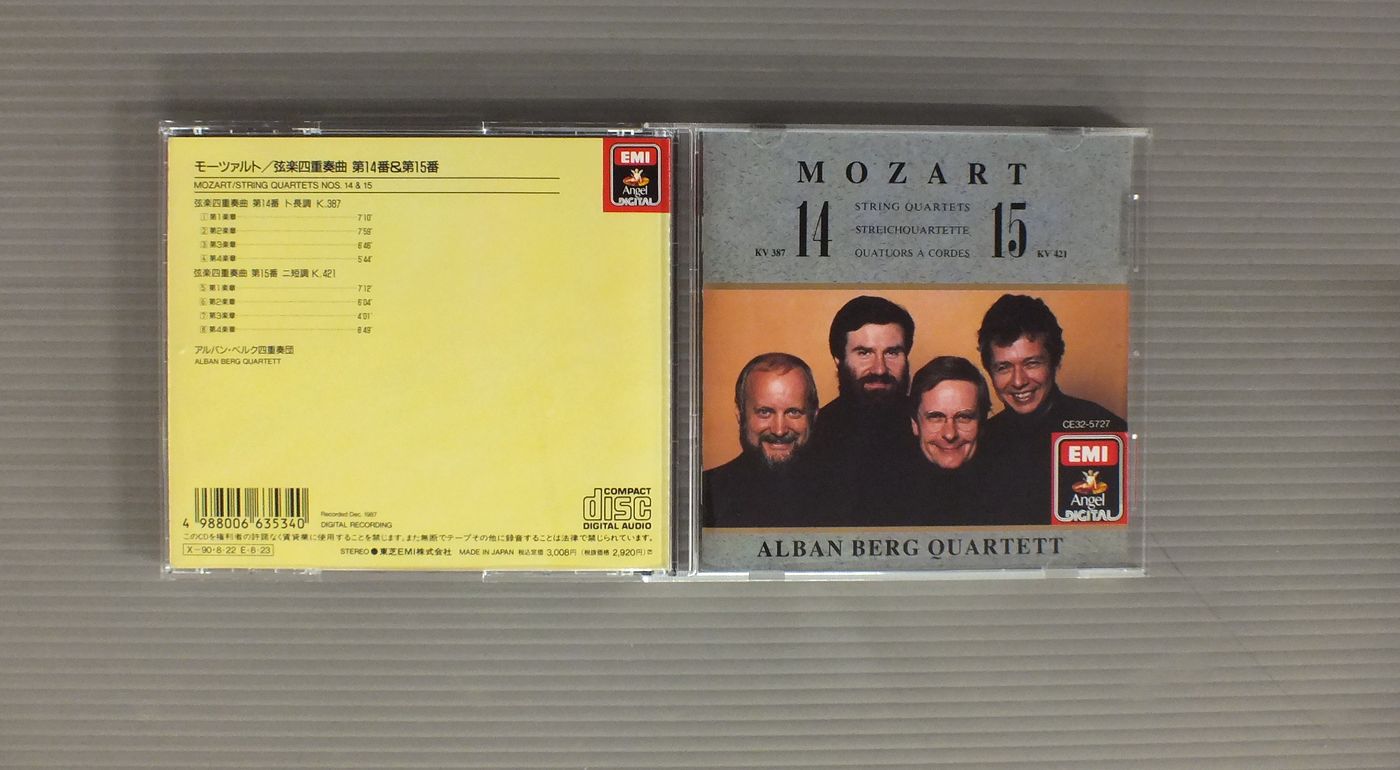 モーツァルト／弦楽四重奏曲 第14番&第15番
MOZART/STRING QUARTETS NOS. 14 & 15
弦楽四重奏曲 第14番 ト長調 K.387
① 第1楽章 7'10"
② 第2楽章 7'59"
③ 第3楽章 6'46"
④ 第4楽章 5'44"
弦楽四重奏曲 第15番 ニ短調 K.421
⑤ 第1楽章 7'12"
⑥ 第2楽章 6'04"
⑦ 第3楽章 4'01"
⑧ 第4楽章 8'49"
アルバン・ベルク四重奏団
ALBAN BERG QUARTETT
EMI
Angel
DIGITAL
4 988006 635340
Recorded Dec. 1987
DIGITAL RECORDING
COMPACT
disc
DIGITAL AUDIO
このCDを権利者の許諾なく賃貸業に使用することを禁じます。また無断でテープその他に録音することは法律で禁じられています。
X-90・8・22 E・8・23
STEREO ● 東芝EMI株式会社 MADE IN JAPAN 税込定価 3,008円 (税抜価格 2,920円)
MOZART
KV 387 14
STRING QUARTETS
STREICHQUARTETTE
QUATUORS À CORDES
15 KV 421
CE32-5727
EMI
Angel
DIGITAL
ALBAN BERG QUARTETT